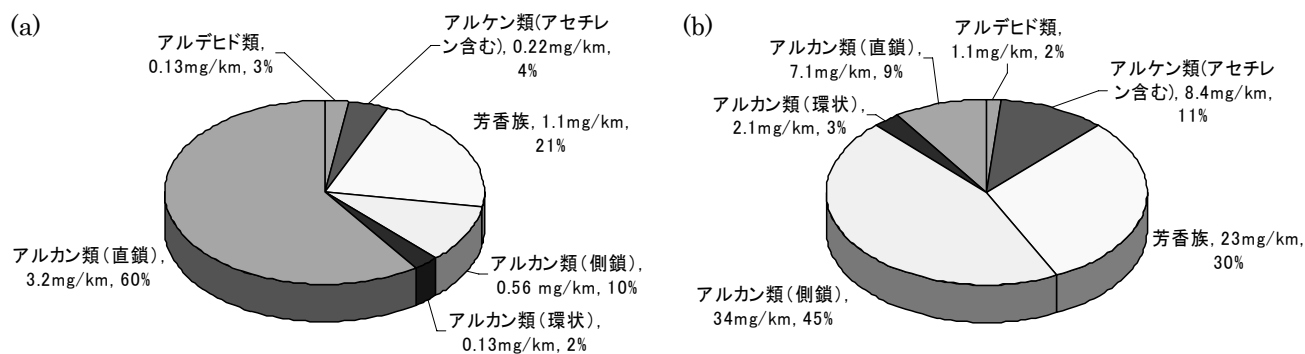 (a)
アルデヒド類,
0.13mg/km, 3%
アルケン類(アセチレ
ン含む), 0.22mg/km,
4%
芳香族, 1.1mg/km,
21%
アルカン類(側鎖),
0.56 mg/km, 10%
アルカン類(環状),
0.13mg/km, 2%
アルカン類(直鎖),
3.2mg/km, 60%
(b)
アルデヒド類,
1.1mg/km, 2%
アルケン類(アセチレ
ン含む), 8.4mg/km,
11%
芳香族, 23mg/km,
30%
アルカン類(側鎖),
34mg/km, 45%
アルカン類(環状),
2.1mg/km, 3%
アルカン類(直鎖),
7.1mg/km, 9%